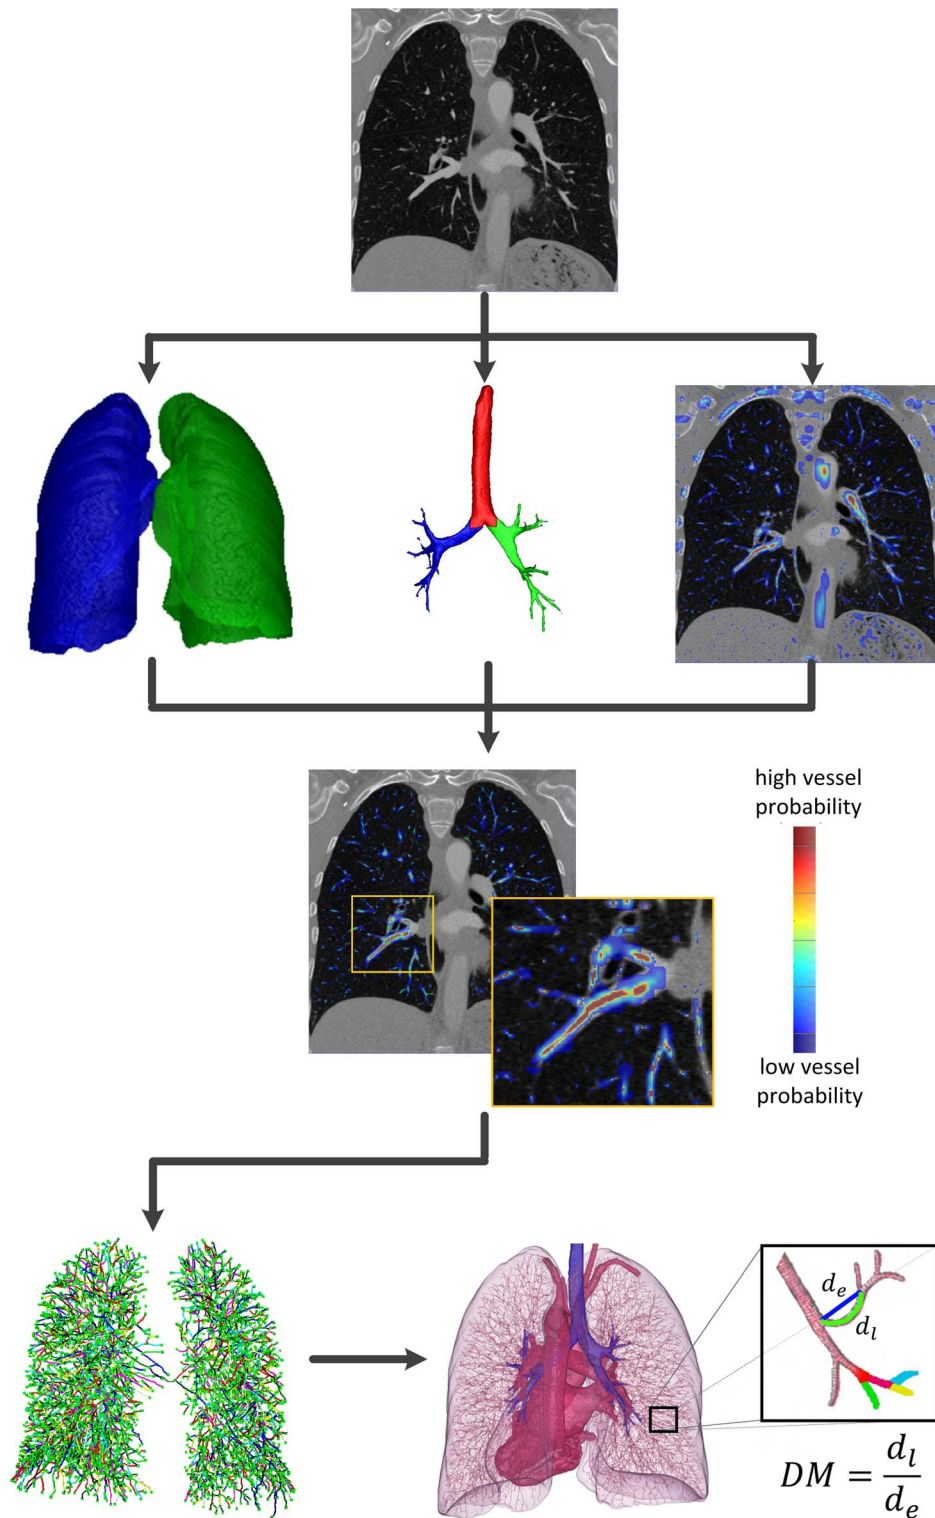 high vessel
probability
low vessel
probability
d_e
d_l
DM = d_l / d_e